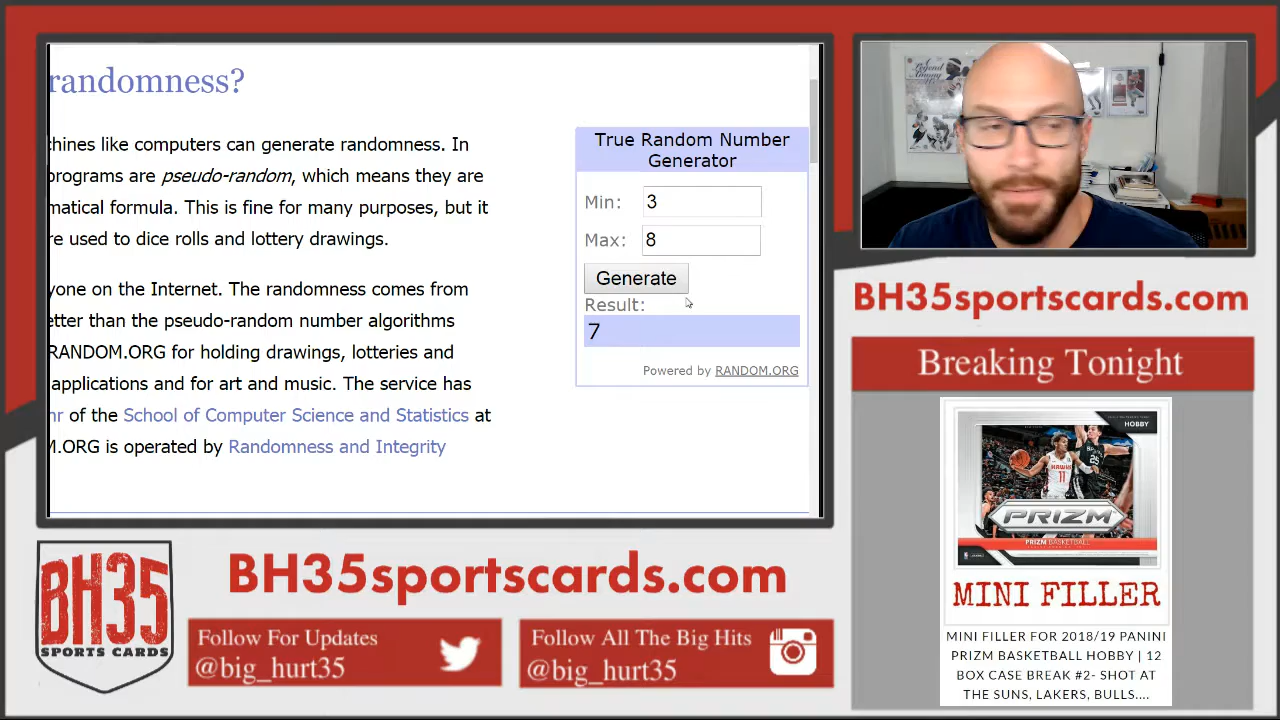 randomness?
chines like computers can generate randomness. In
programs are pseudo-random, which means they are
matical formula. This is fine for many purposes, but it
re used to dice rolls and lottery drawings.
yone on the Internet. The randomness comes from
etter than the pseudo-random number algorithms
RANDOM.ORG for holding drawings, lotteries and
applications and for art and music. The service has
hr of the School of Computer Science and Statistics at
M.ORG is operated by Randomness and Integrity
True Random Number
Generator
Min: 3
Max: 8
Generate
Result:
7
Powered by RANDOM.ORG
BH35sportscards.com
Breaking Tonight
HOBBY
HAWKS
11
25
PRIZM
PRIZM BASKETBALL
MINI FILLER
MINI FILLER FOR 2018/19 PANINI
PRIZM BASKETBALL HOBBY | 12
BOX CASE BREAK #2- SHOT AT
THE SUNS, LAKERS, BULLS....
BH35
SPORTS CARDS
BH35sportscards.com
Follow For Updates
@big_hurt35
Follow All The Big Hits
@big_hurt35